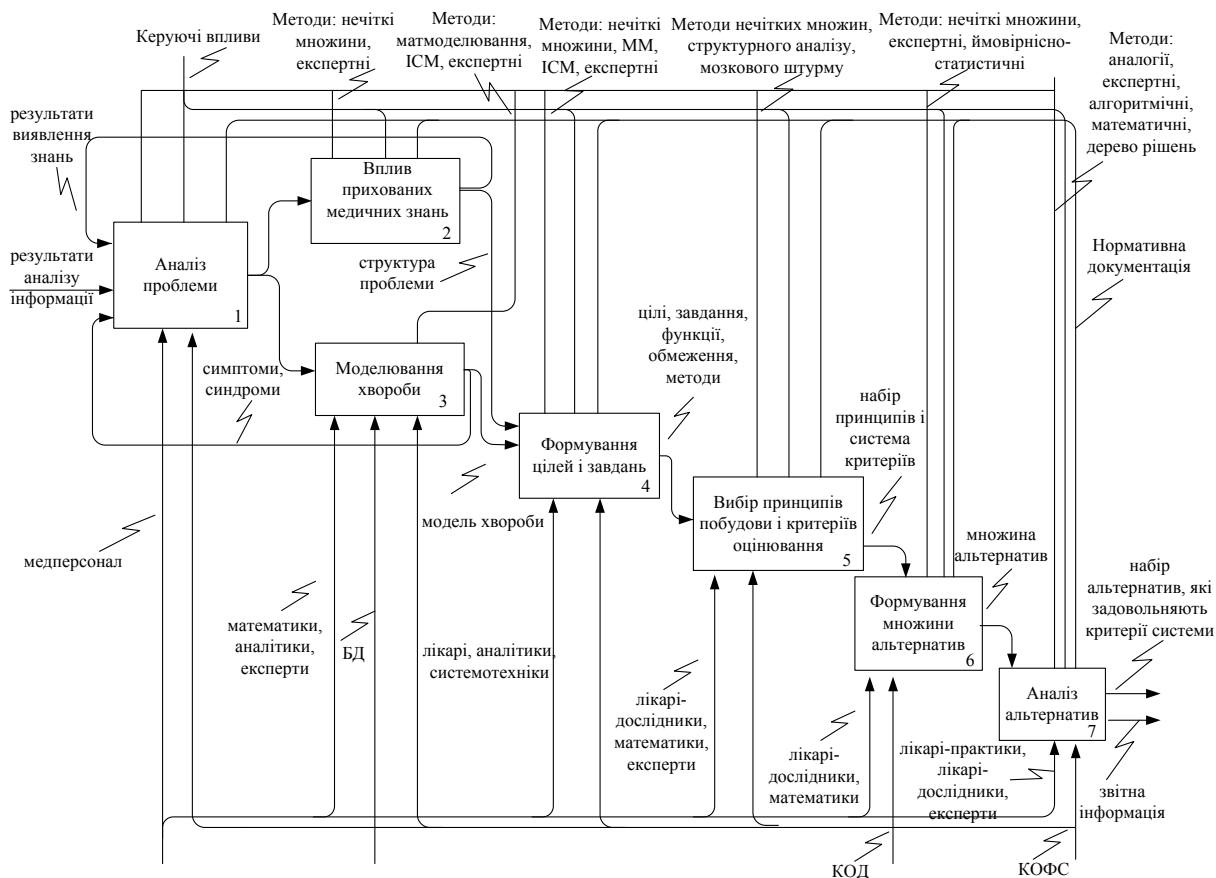 Керуючі впливи
Методи: нечіткі
множини,
експертні
Методи:
матмоделювання,
ІСМ, експертні
Методи:
нечіткі
множини, ММ,
ІСМ, експертні
Методи нечітких множин,
структурного аналізу,
мозкового штурму
Методи: нечіткі множини,
експертні, ймовірнісно-
статистичні
Методи:
аналогії,
експертні,
алгоритмічні,
математичні,
дерево рішень
результати
виявлення
знань
Вплив
прихованих
медичних знань
2
результати
аналізу
інформації
Аналіз
проблеми
1
структура
проблеми
Нормативна
документація
симптоми,
синдроми
Моделювання
хвороби
3
цілі, завдання,
функції,
обмеження,
методи
Формування
цілей і завдань
4
модель хвороби
набір
принципів і
система
критеріїв
Вибір принципів
побудови і критеріїв
оцінювання
5
медперсонал
множина
альтернатив
Формування
множини
альтернатив
6
набір
альтернатив, які
задовольняють
критерії системи
математики,
аналітики,
експерти
БД
лікарі, аналітики,
системотехніки
лікарі-
дослідники,
математики,
експерти
лікарі-
дослідники,
математики
Аналіз
альтернатив
7
лікарі-практики,
лікарі-
дослідники,
експерти
звітна
інформація
КОД
КОФС